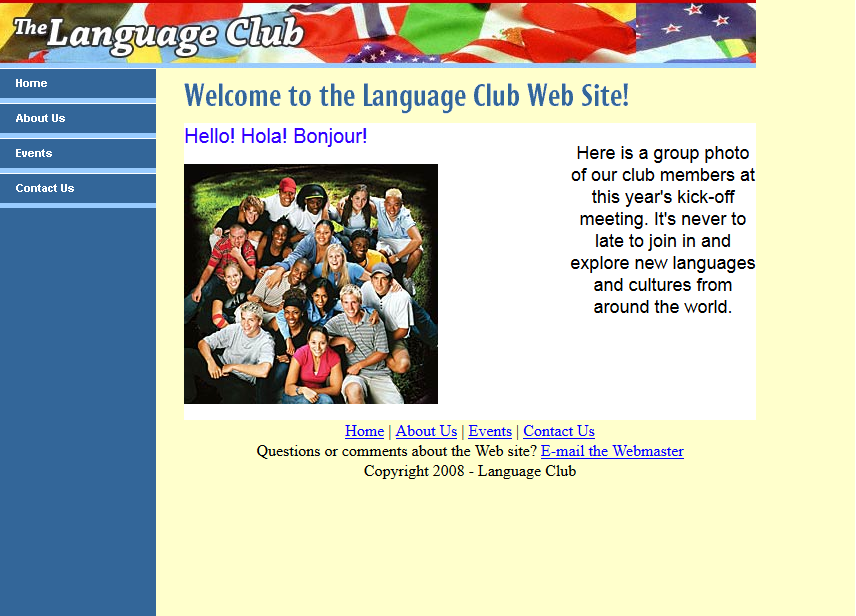 The Language Club
Home
About Us
Events
Contact Us
Welcome to the Language Club Web Site!
Hello! Hola! Bonjour!
Here is a group photo
of our club members at
this year's kick-off
meeting. It's never to
late to join in and
explore new languages
and cultures from
around the world.
Home | About Us | Events | Contact Us
Questions or comments about the Web site? E-mail the Webmaster
Copyright 2008 - Language Club